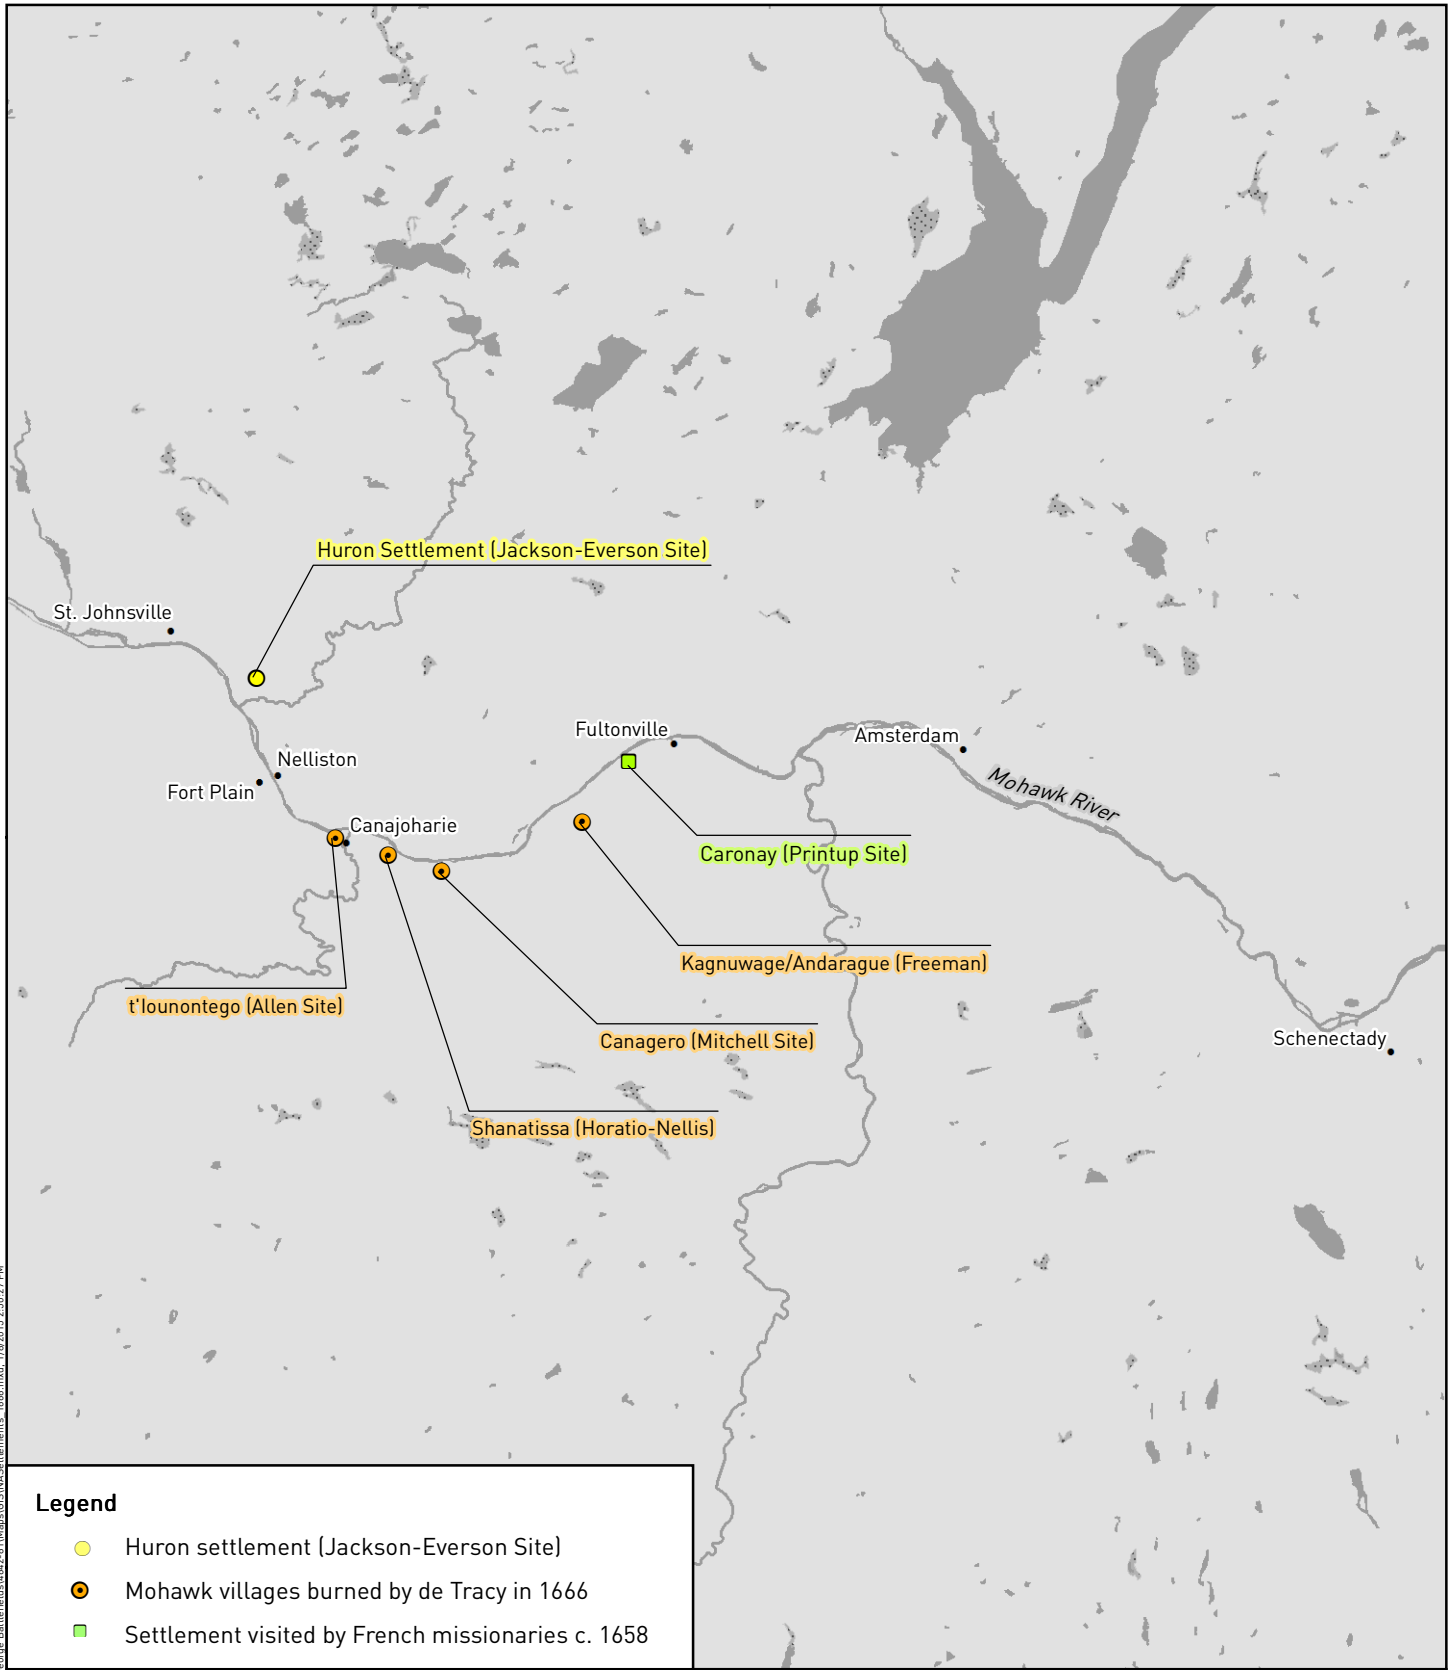 Huron Settlement (Jackson-Everson Site)
St. Johnsville
Fultonville
Amsterdam
Nelliston
Mohawk River
Fort Plain
Canajoharie
Caronay (Printup Site)
Kagnuwage/Andarague (Freeman)
t'Iounontego (Allen Site)
Canagero (Mitchell Site)
Schenectady
Shanatissa (Horatio-Nellis)
Legend
Huron settlement (Jackson-Everson Site)
Mohawk villages burned by de Tracy in 1666
Settlement visited by French missionaries c. 1658